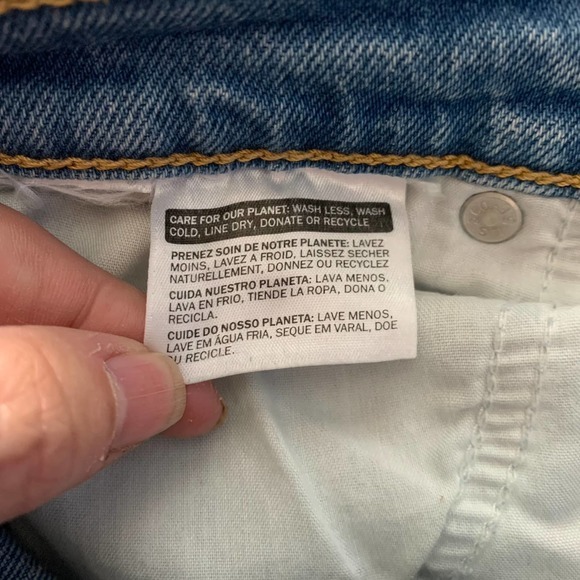 CARE FOR OUR PLANET: WASH LESS, WASH
COLD, LINE DRY, DONATE OR RECYCLE
PRENEZ SOIN DE NOTRE PLANETE: LAVEZ
MOINS, LAVEZ A FROID, LAISSEZ SECHER
NATURELLEMENT, DONNEZ OU RECYCLEZ
CUIDA NUESTRO PLANETA: LAVA MENOS,
LAVA EN FRIO, TIENDE LA ROPA, DONA O
RECICLA.
CUIDE DO NOSSO PLANETA: LAVE MENOS,
LAVE EM ÁGUA FRIA, SEQUE EM VARAL, DOE
RECICLE.